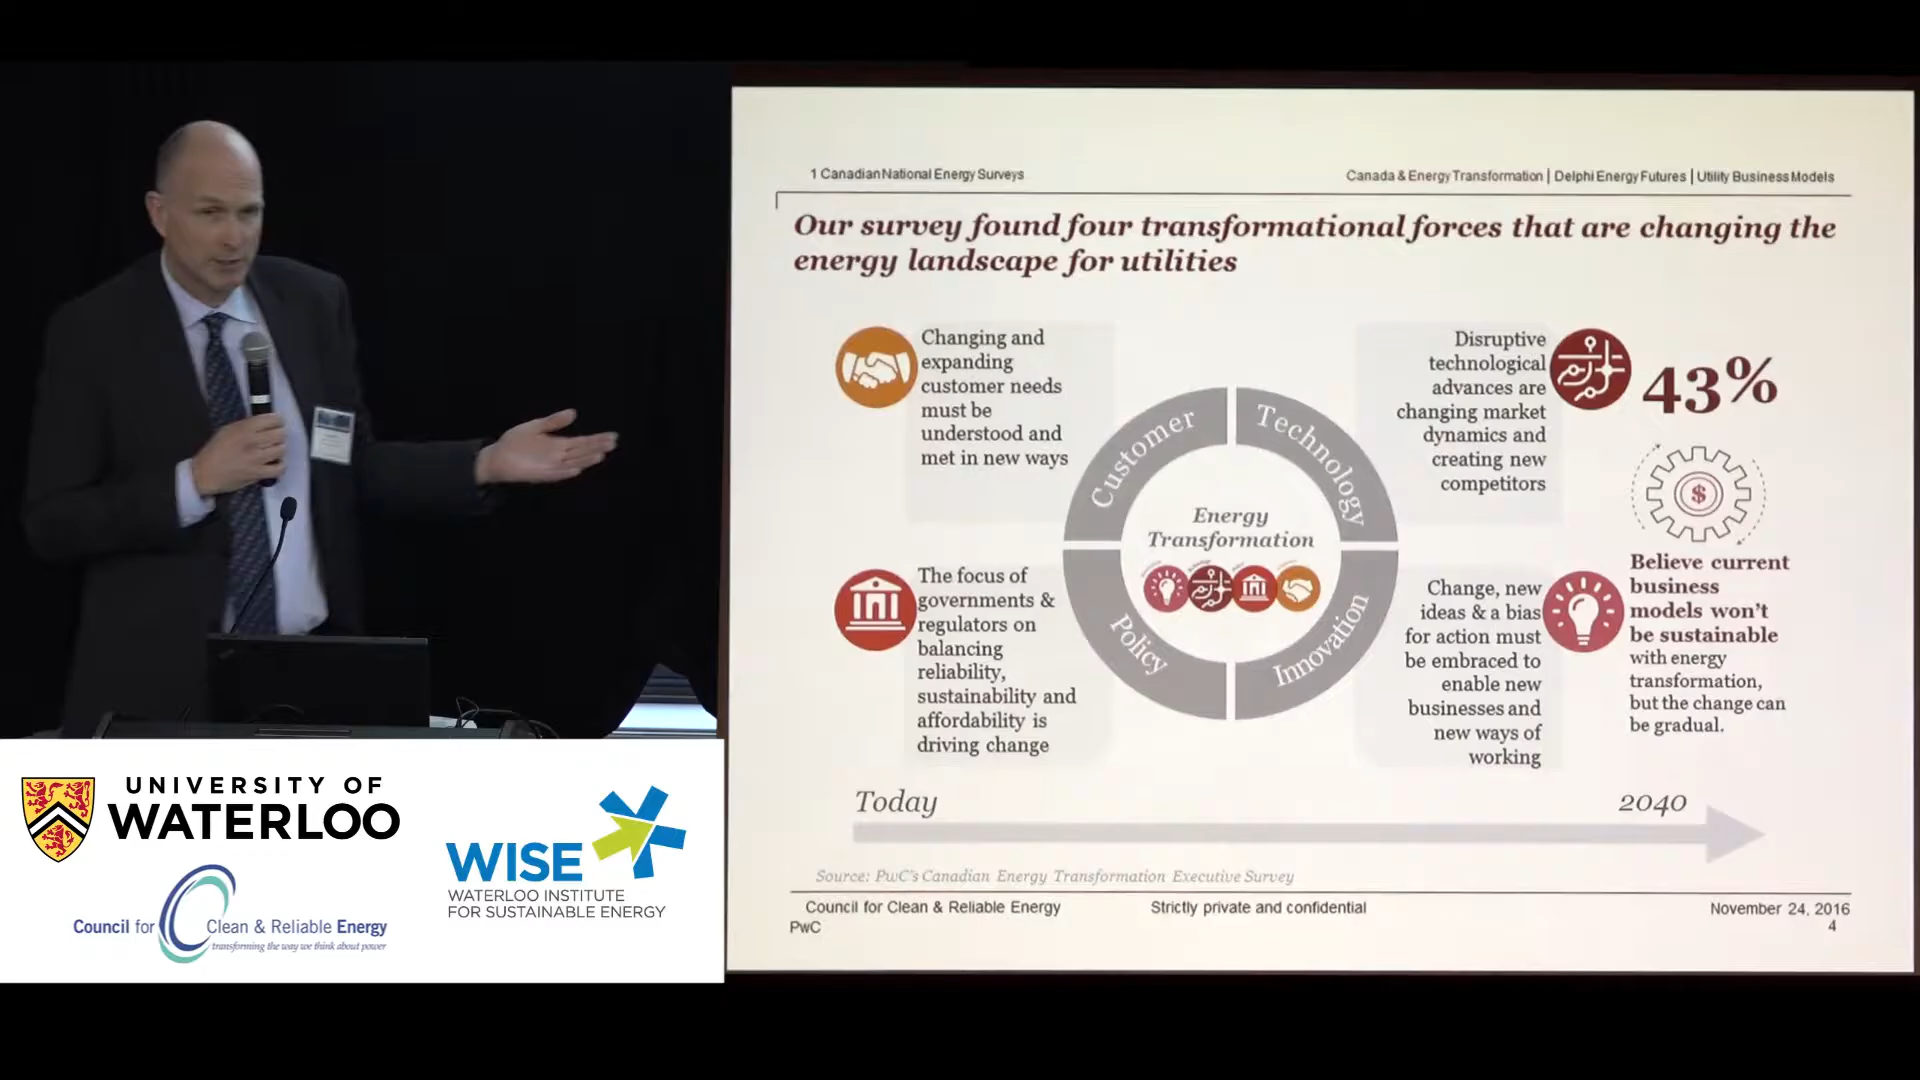 1 Canadian National Energy Surveys
Canada & Energy Transformation | Delphi Energy Futures | Utility Business Models
Our survey found four transformational forces that are changing the
energy landscape for utilities
Changing and
expanding
customer needs
must be
understood and
met in new ways
Disruptive
technological
advances are
changing market
dynamics and
creating new
competitors
43%
$
Customer
Technology
Energy
Transformation
Policy
Innovation
The focus of
governments &
regulators on
balancing
reliability,
sustainability and
affordability is
driving change
Change, new
ideas & a bias
for action must
be embraced to
enable new
businesses and
new ways of
working
Believe current
business
models won't
be sustainable
with energy
transformation,
but the change can
be gradual.
Today
2040
Source: PwC's Canadian Energy Transformation Executive Survey
Council for Clean & Reliable Energy
Strictly private and confidential
November 24, 2016
PwC
4
UNIVERSITY OF
WATERLOO
WISE
WATERLOO INSTITUTE
FOR SUSTAINABLE ENERGY
Council for Clean & Reliable Energy
transforming the way we think about power